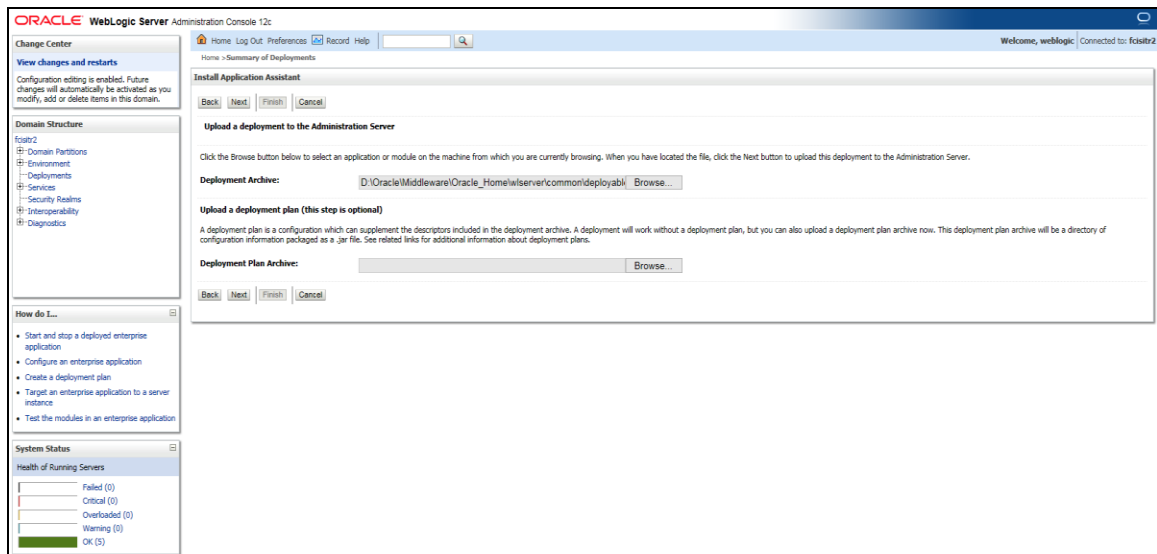 ORACLE WebLogic Server Administration Console 12c
Change Center
View changes and restarts
Configuration editing is enabled. Future
changes will automatically be activated as you
modify, add or delete items in this domain.
Domain Structure
fcisitr2
Domain Partitions
Environment
Deployments
Services
Security Realms
Interoperability
Diagnostics
How do I...
Start and stop a deployed enterprise
application
Configure an enterprise application
Create a deployment plan
Target an enterprise application to a server
instance
Test the modules in an enterprise application
System Status
Health of Running Servers
Failed (0)
Critical (0)
Overloaded (0)
Warning (0)
OK (5)
Home Log Out Preferences Record Help
Welcome, weblogic Connected to: fcisitr2
Home >Summary of Deployments
Install Application Assistant
Back Next Finish Cancel
Upload a deployment to the Administration Server
Click the Browse button below to select an application or module on the machine from which you are currently browsing. When you have located the file, click the Next button to upload this deployment to the Administration Server.
Deployment Archive: D:\Oracle\Middleware\Oracle_Home\wlserver\common\deployabl Browse...
Upload a deployment plan (this step is optional)
A deployment plan is a configuration which can supplement the descriptors included in the deployment archive. A deployment will work without a deployment plan, but you can also upload a deployment plan archive now. This deployment plan archive will be a directory of
configuration information packaged as a .jar file. See related links for additional information about deployment plans.
Deployment Plan Archive: Browse...
Back Next Finish Cancel